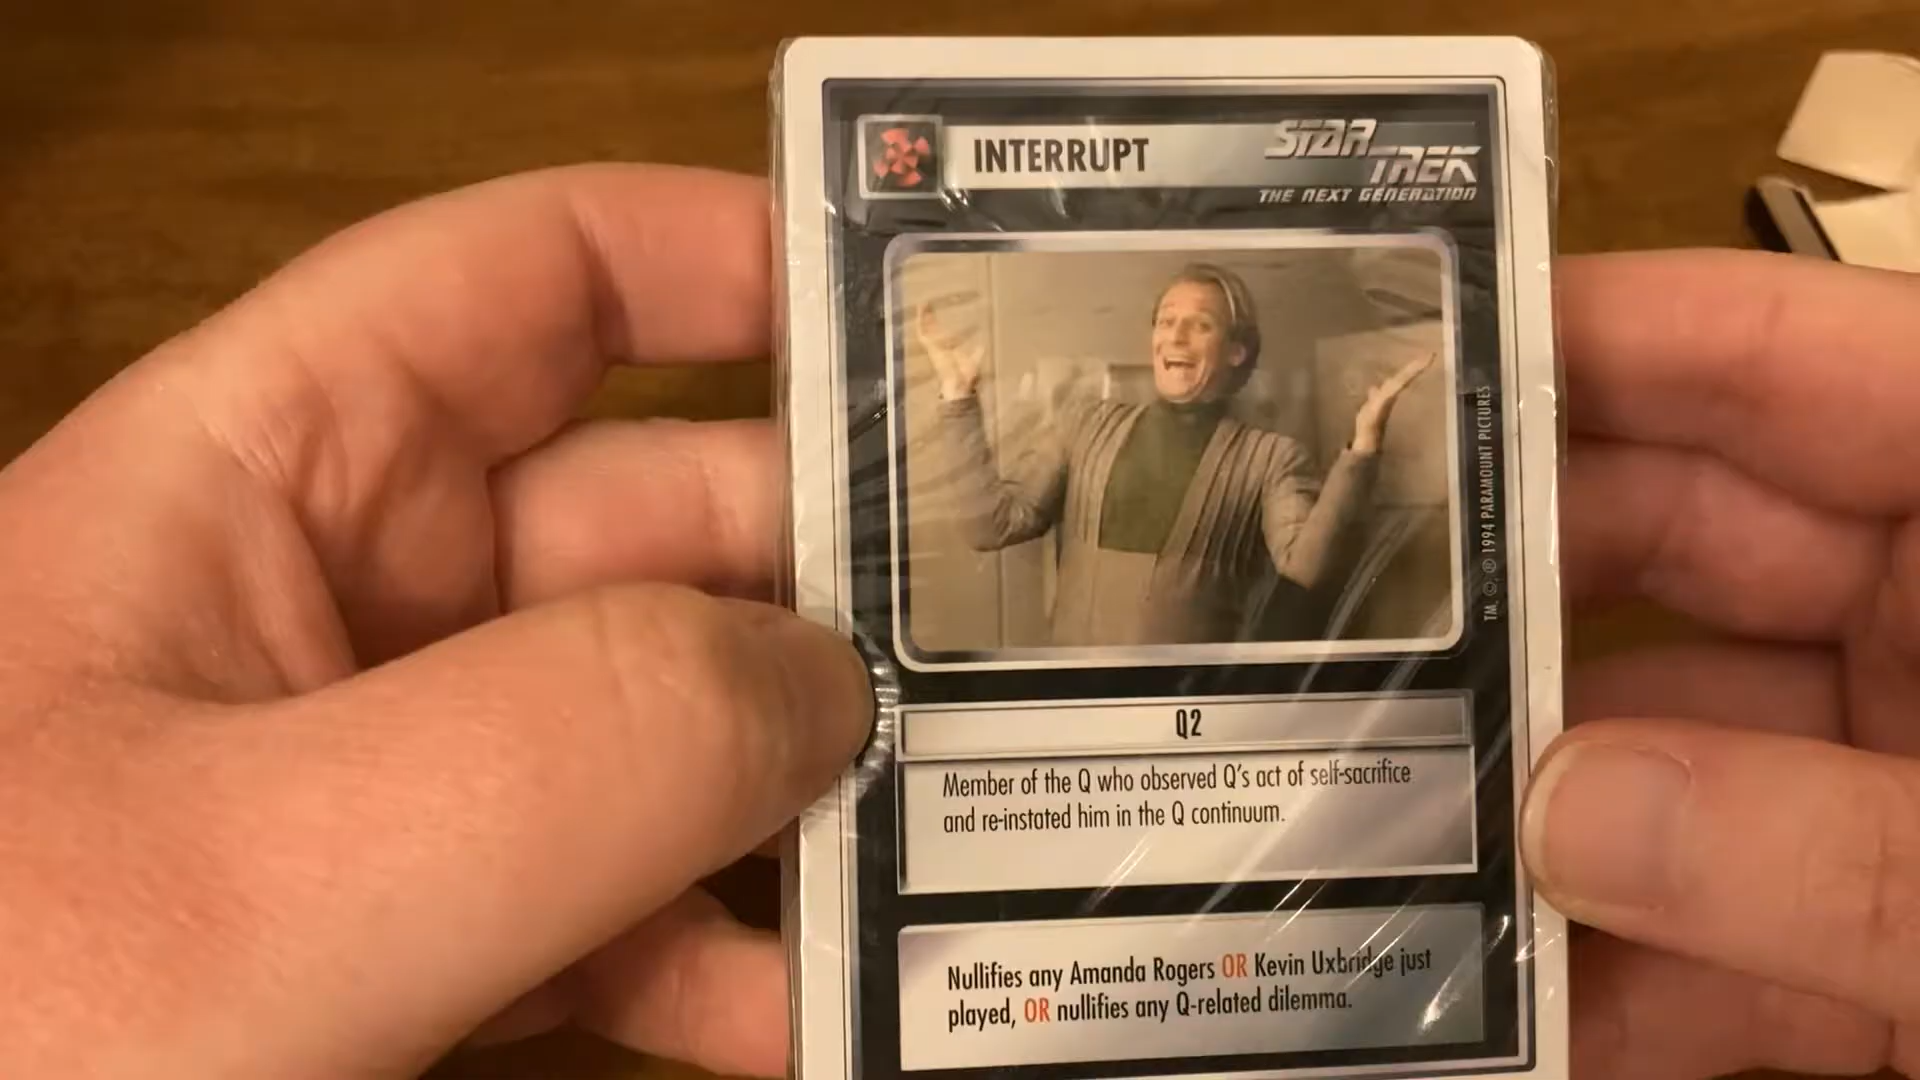 INTERRUPT
STAR TREK
THE NEXT GENERATION
TM, ©, ® 1994 PARAMOUNT PICTURES
Q2
Member of the Q who observed Q's act of self-sacrifice
and re-instated him in the Q continuum.
Nullifies any Amanda Rogers OR Kevin Uxbridge just
played, OR nullifies any Q-related dilemma.